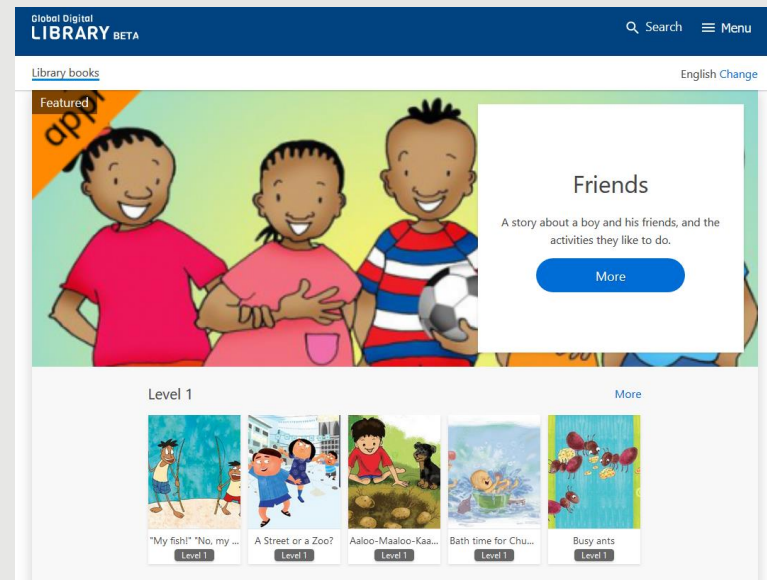 Global Digital
LIBRARY BETA
Search
Menu
Library books
English Change
Featured
Friends
A story about a boy and his friends, and the
activities they like to do.
More
Level 1
More
"My fish!" "No, my ...
A Street or a Zoo?
Aaloo-Maaloo-Kaa...
Bath time for Chu...
Busy ants
Level 1
Level 1
Level 1
Level 1
Level 1